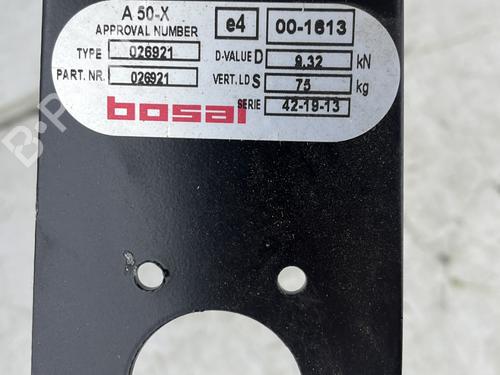 A 50-X e4 00-1613
APPROVAL NUMBER
TYPE 026921 D-VALUE D 9.32 kN
PART. NR. 026921 VERT. LD S 75 kg
bosal SERIE 42-19-13